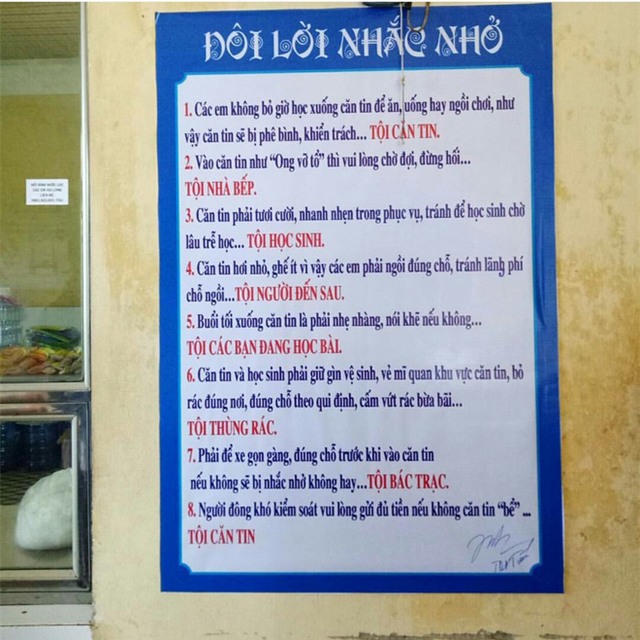 ĐÔI LỜI NHẮC NHỞ
1. Các em không bỏ giờ học xuống căn tin để ăn, uống hay ngồi chơi, như
vậy căn tin sẽ bị phê bình, khiển trách... TỘI CĂN TIN.
2. Vào căn tin như “Ong vỡ tổ” thì vui lòng chờ đợi, đừng hối...
TỘI NHÀ BẾP.
3. Căn tin phải tươi cười, nhanh nhẹn trong phục vụ, tránh để học sinh chờ
lâu trễ học... TỘI HỌC SINH.
4. Căn tin hơi nhỏ, ghế ít vì vậy các em phải ngồi đúng chỗ, tránh lãnh phí
chỗ ngồi...TỘI NGƯỜI ĐẾN SAU.
5. Buổi tối xuống căn tin là phải nhẹ nhàng, nói khẽ nếu không...
TỘI CÁC BẠN ĐANG HỌC BÀI.
6. Căn tin và học sinh phải giữ gìn vệ sinh, vẻ mĩ quan khu vực căn tin, bỏ
rác đúng nơi, đúng chỗ theo qui định, cấm vứt rác bừa bãi...
TỘI THÙNG RÁC.
7. Phải để xe gọn gàng, đúng chỗ trước khi vào căn tin
nếu không sẽ bị nhắc nhở không hay...TỘI BÁC TRẠC.
8. Người đông khó kiểm soát vui lòng gửi đủ tiền nếu không căn tin “bể” ...
TỘI CĂN TIN